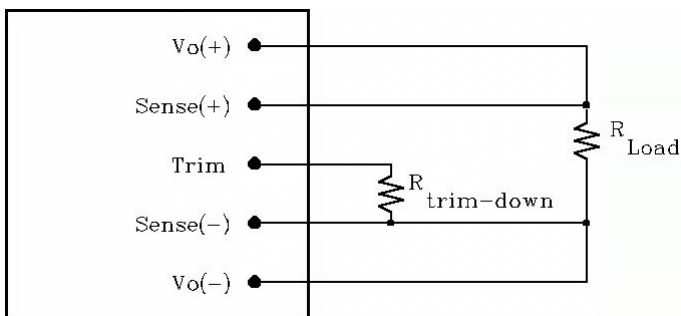 Vo(+)
Sense(+)
R
Load
Trim
R
trim-down
Sense(-)
Vo(-)